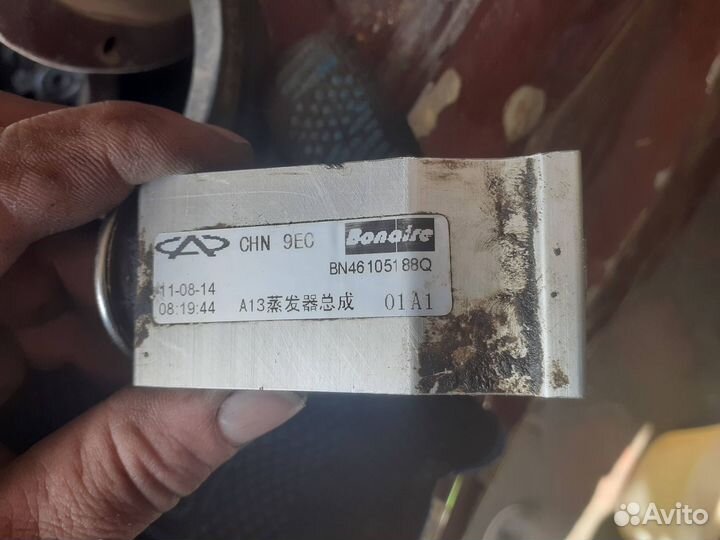 CHN 9EC Bonaire
BN46105188Q
11-08-14
08:19:44 A13蒸发器总成 01A1
Avito